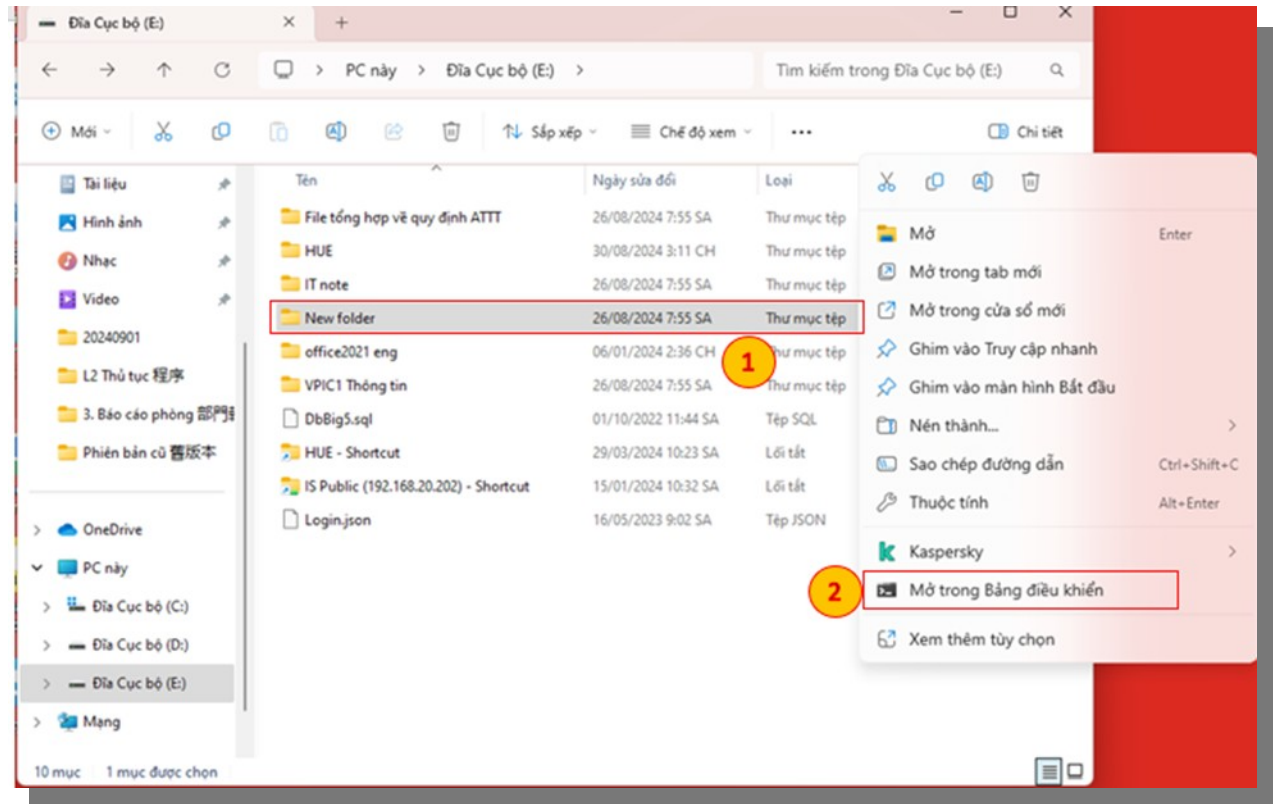 Đĩa Cục bộ (E:)
PC này > Đĩa Cục bộ (E:) >
Tìm kiếm trong Đĩa Cục bộ (E:)
Mới
Sắp xếp
Chế độ xem
Chi tiết
Tài liệu
Hình ảnh
Nhạc
Video
20240901
L2 Thủ tục 程序
3. Báo cáo phòng 部門
Phiên bản cũ 舊版本
OneDrive
PC này
Đĩa Cục bộ (C:)
Đĩa Cục bộ (D:)
Đĩa Cục bộ (E:)
Mạng
Tên Ngày sửa đổi Loại
File tổng hợp về quy định ATTT 26/08/2024 7:55 SA Thư mục tệp
HUE 30/08/2024 3:11 CH Thư mục tệp
IT note 26/08/2024 7:55 SA Thư mục tệp
New folder 26/08/2024 7:55 SA Thư mục tệp
office2021 eng 06/01/2024 2:36 CH Thư mục tệp
VPIC1 Thông tin 26/08/2024 7:55 SA Thư mục tệp
DbBig5.sql 01/10/2022 11:44 SA Tệp SQL
HUE - Shortcut 29/03/2024 10:23 SA Lối tắt
IS Public (192.168.20.202) - Shortcut 15/01/2024 10:32 SA Lối tắt
Login.json 16/05/2023 9:02 SA Tệp JSON
1
Mở Enter
Mở trong tab mới
Mở trong cửa sổ mới
Ghim vào Truy cập nhanh
Ghim vào màn hình Bắt đầu
Nén thành...
Sao chép đường dẫn Ctrl+Shift+C
Thuộc tính Alt+Enter
Kaspersky
2
Mở trong Bảng điều khiển
Xem thêm tùy chọn
10 mục 1 mục được chọn